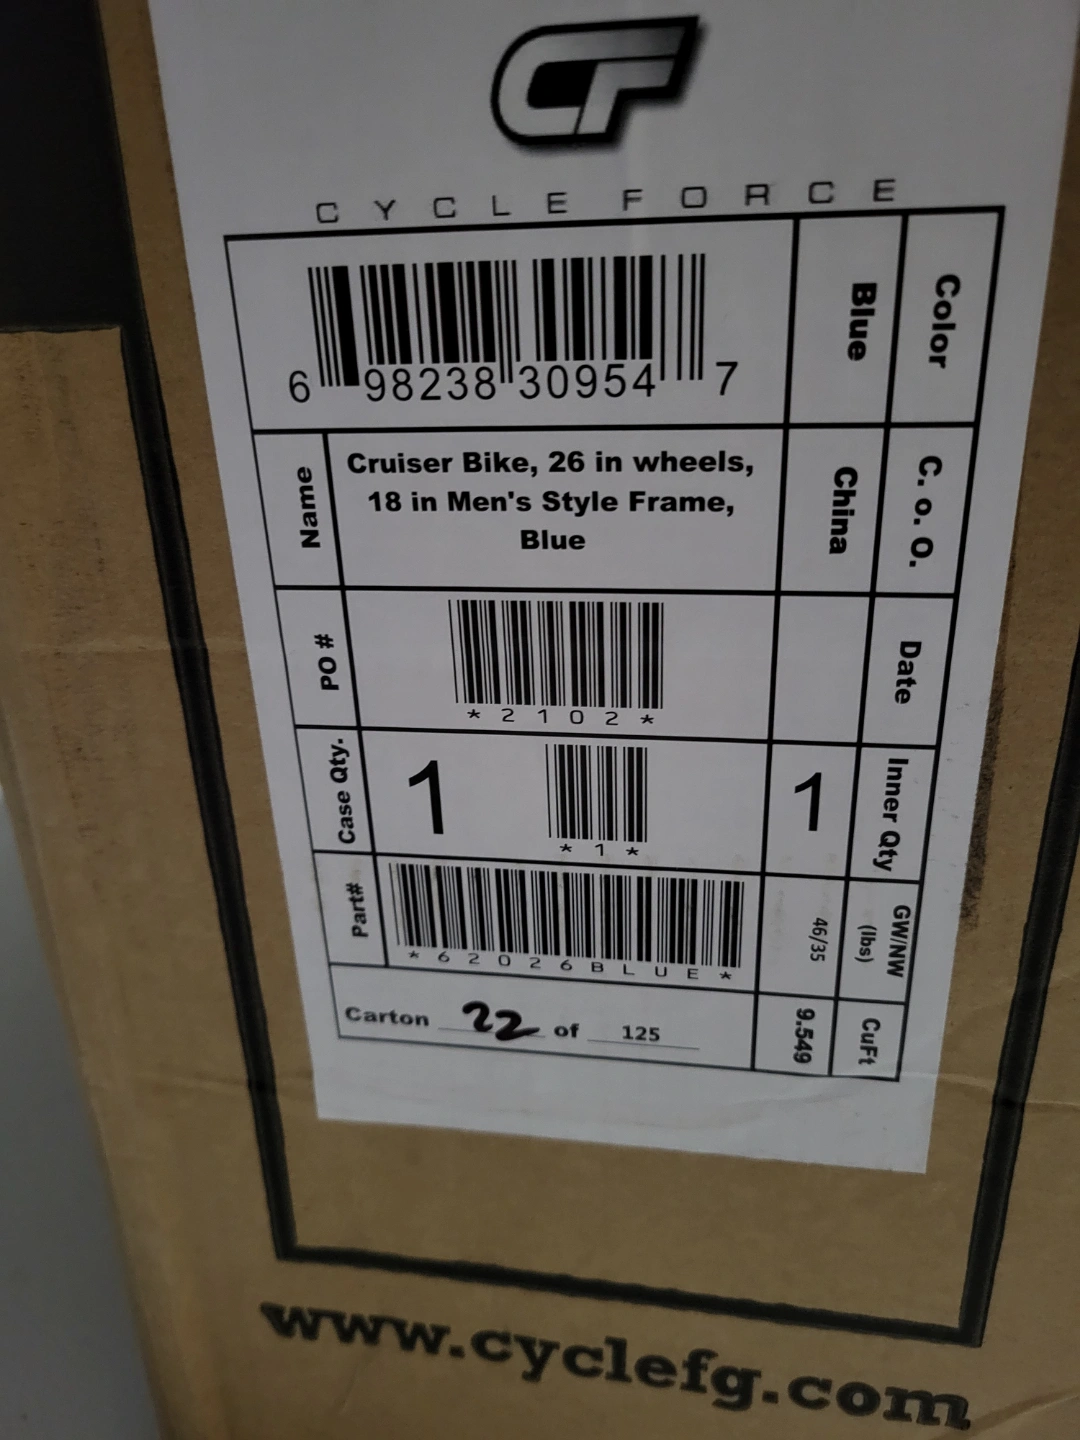 CF
CYCLE FORCE
6 98238 30954 7
Color
Blue
Name
Cruiser Bike, 26 in wheels,
18 in Men's Style Frame,
Blue
C. o. O.
China
PO #
*2102*
Date
Case Qty.
1
*1*
Inner Qty
1
Part#
*62026BLUE*
GW/NW
(lbs)
46/35
Carton 22 of 125
CuFt
9.549
www.cyclefg.com